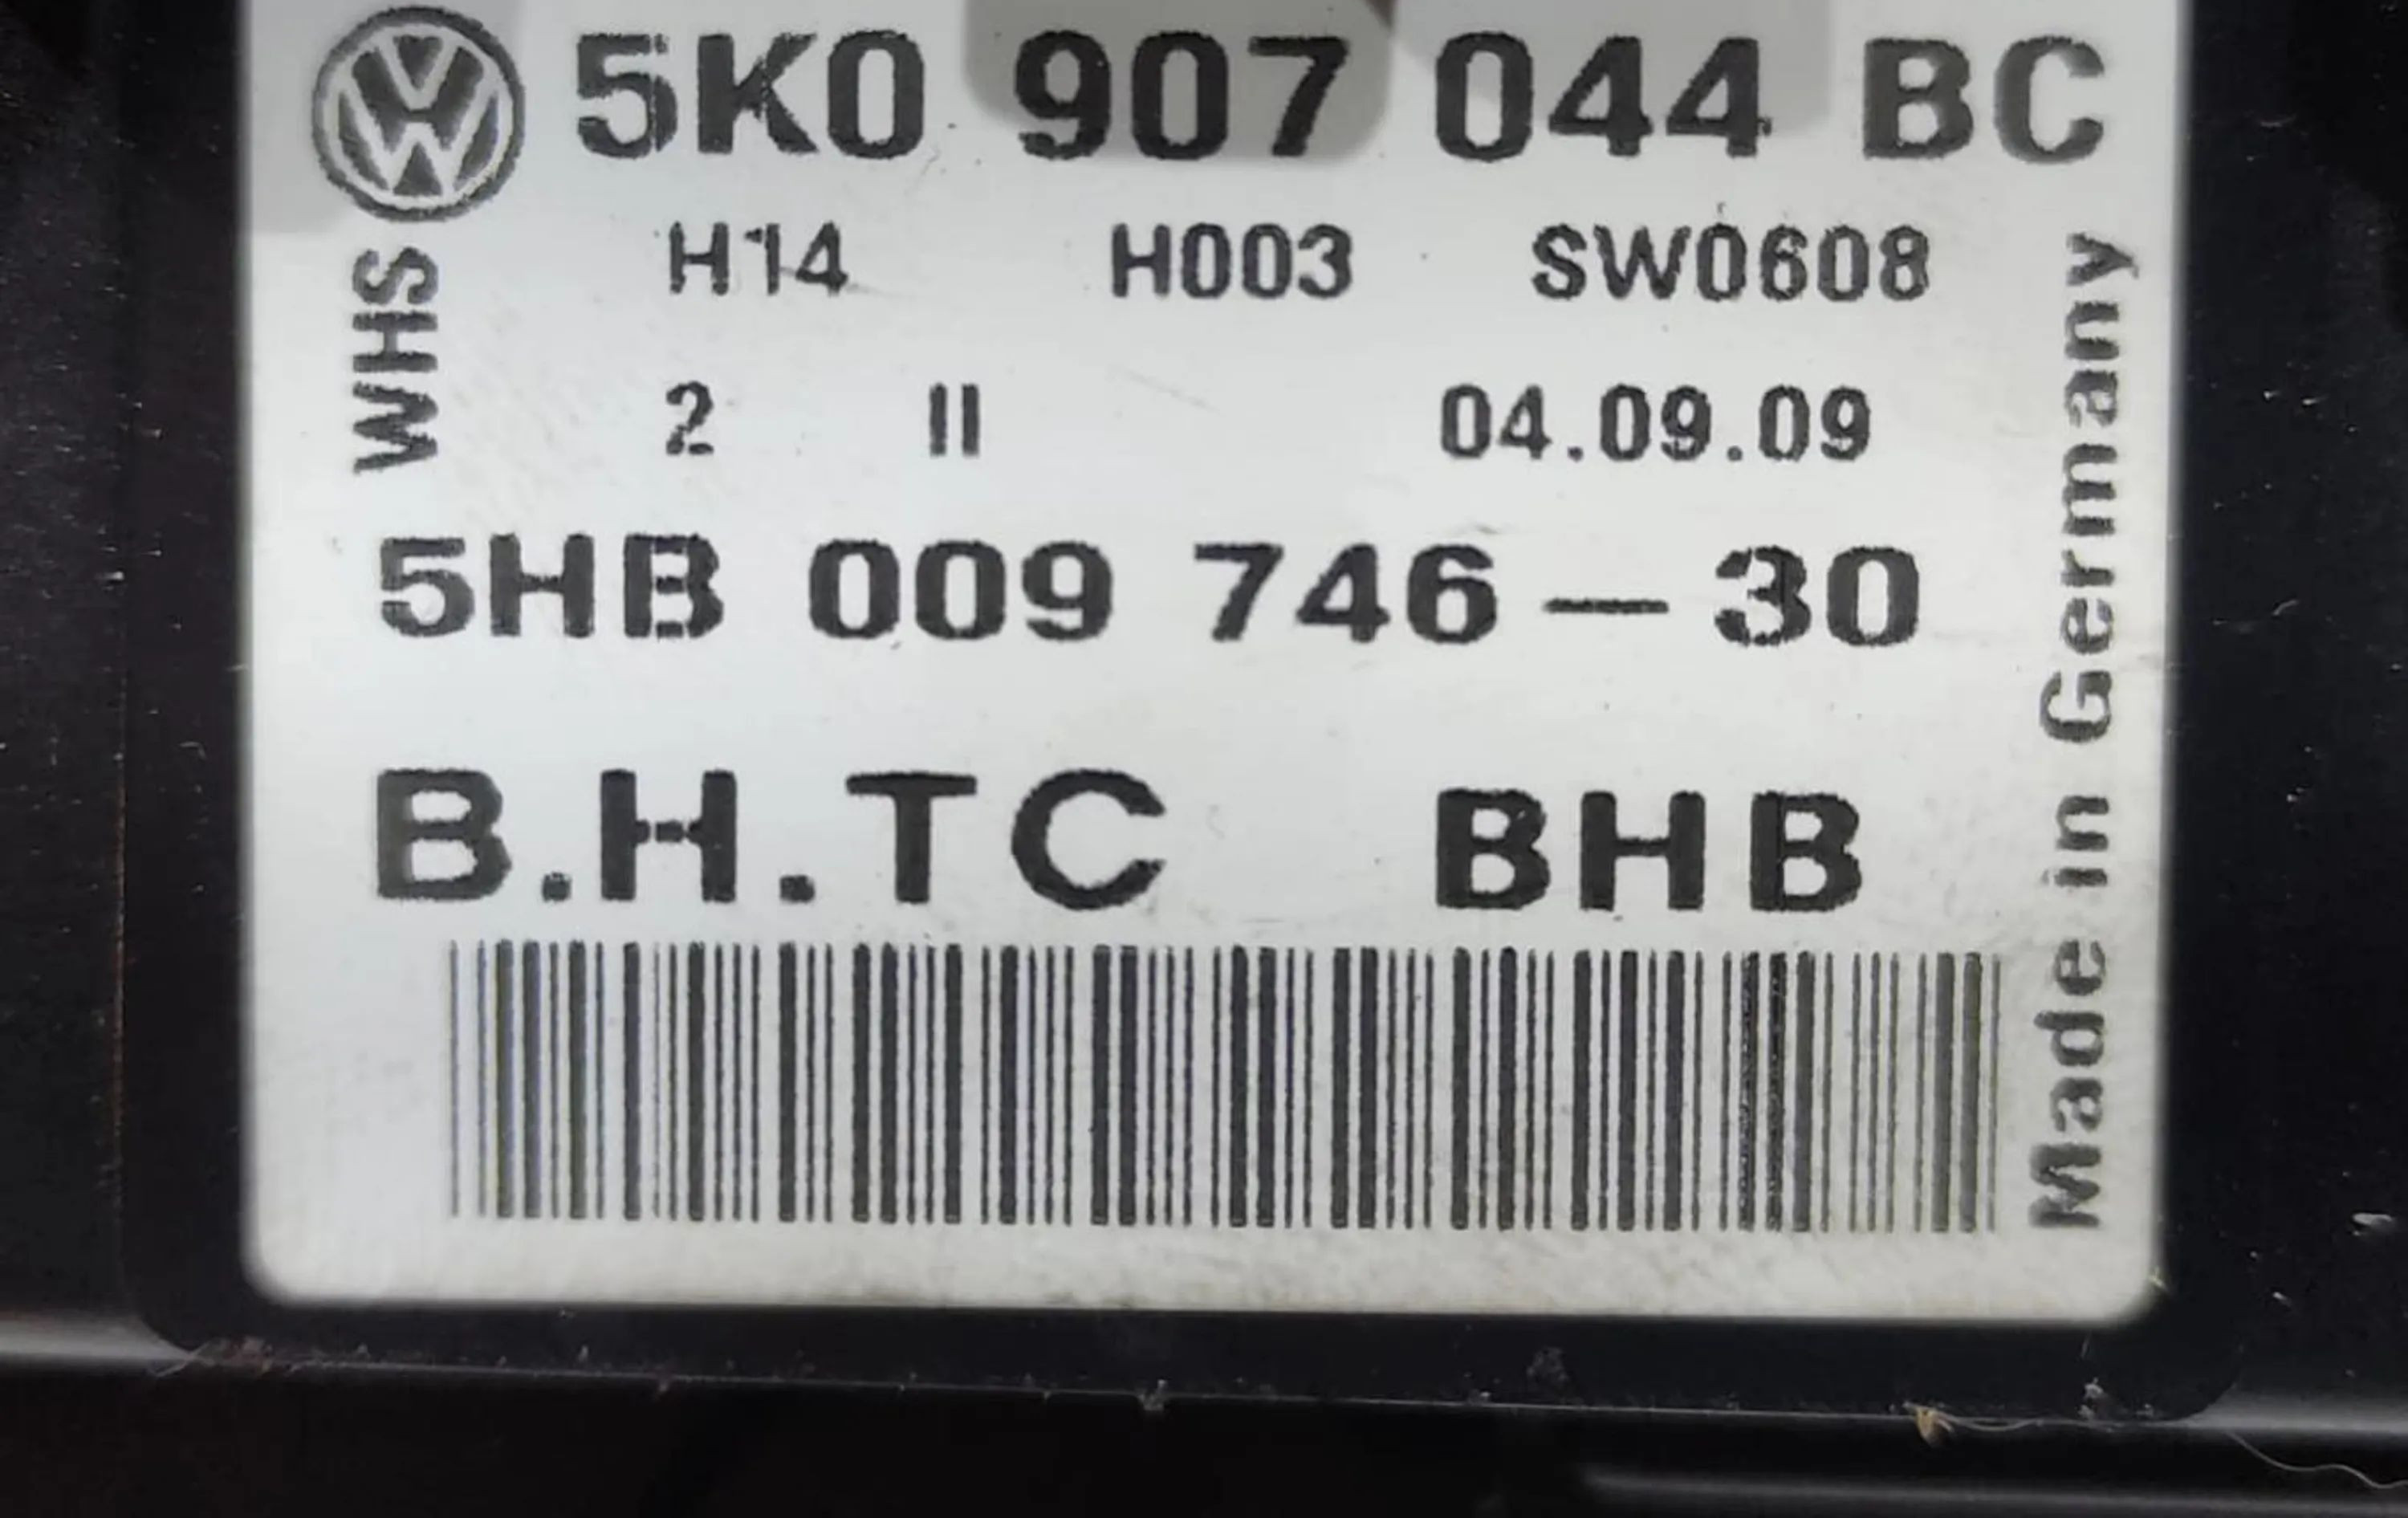 5K0 907 044 BC
H14 H003 SW0608
2 II 04.09.09
WHS
5HB 009 746-30
B.H.TC BHB
Made in Germany